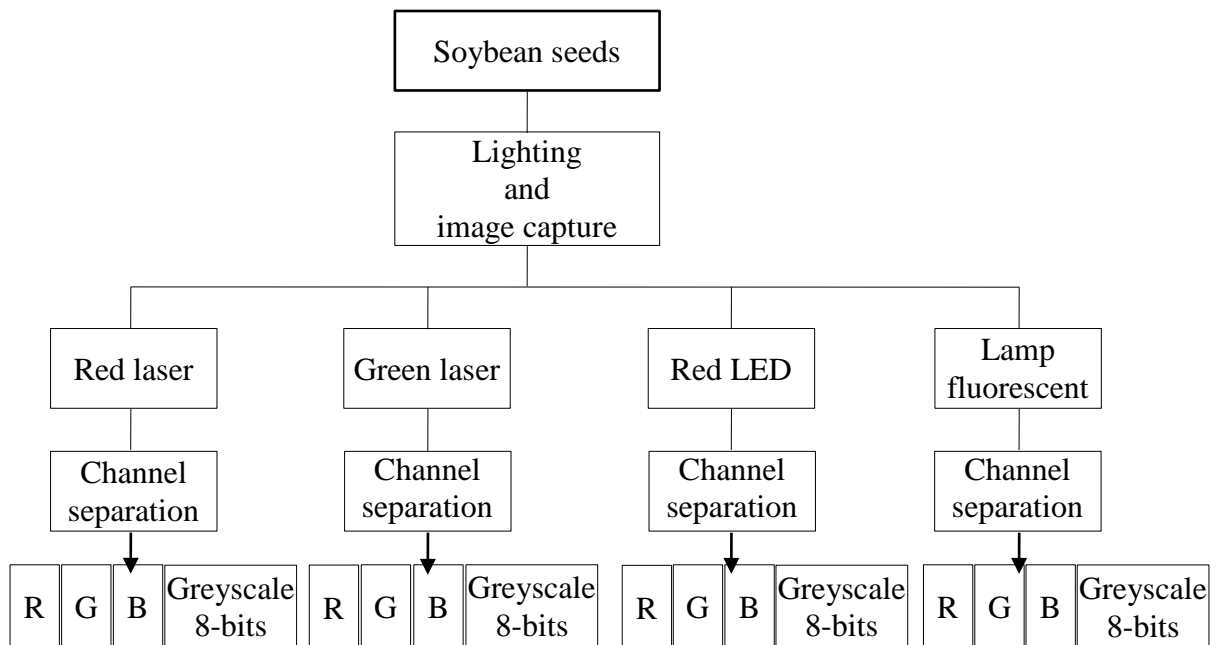 Soybean seeds
Lighting
and
image capture
Red laser
Green laser
Red LED
Lamp
fluorescent
Channel
separation
Channel
separation
Channel
separation
Channel
separation
R
G
B
Greyscale
8-bits
R
G
B
Greyscale
8-bits
R
G
B
Greyscale
8-bits
R
G
B
Greyscale
8-bits